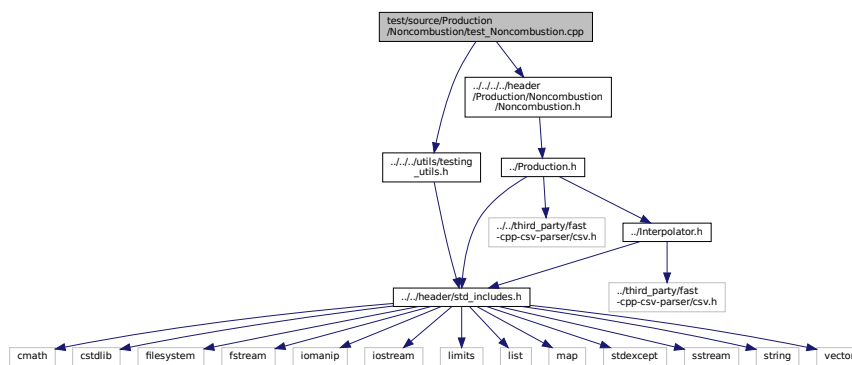 test/source/Production
/Noncombustion/test_Noncombustion.cpp
../../../../header
/Production/Noncombustion
/Noncombustion.h
../../../utils/testing
_utils.h
../Production.h
../../third_party/fast
-cpp-csv-parser/csv.h
../Interpolator.h
../third_party/fast
-cpp-csv-parser/csv.h
../../header/std_includes.h
cmath
cstdlib
filesystem
fstream
iomanip
iostream
limits
list
map
stdexcept
sstream
string
vector